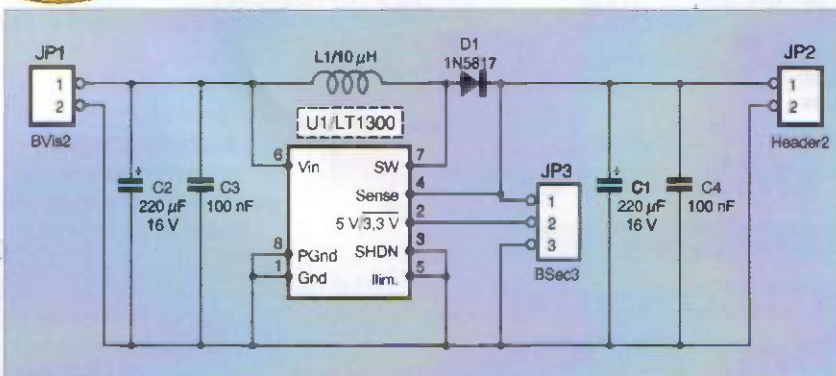 JP1
1
2
BVis2
C2
220 µF
16 V
C3
100 nF
L1/10 µH
U1/LT1300
6
Vin
SW
7
Sense
4
5 V/3,3 V
2
8
PGnd
SHDN
3
1
Gnd
Ilim.
5
D1
1N5817
JP3
1
2
3
BSec3
C1
220 µF
16 V
C4
100 nF
JP2
1
2
Header2